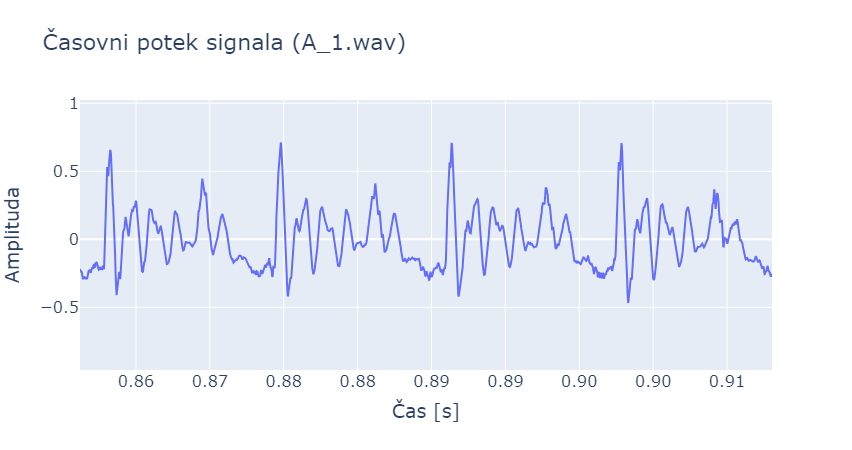 Časovni potek signala (A_1.wav)
1
0.5
0
−0.5
Amplituda
0.86 0.87 0.88 0.88 0.89 0.89 0.90 0.90 0.91
Čas [s]